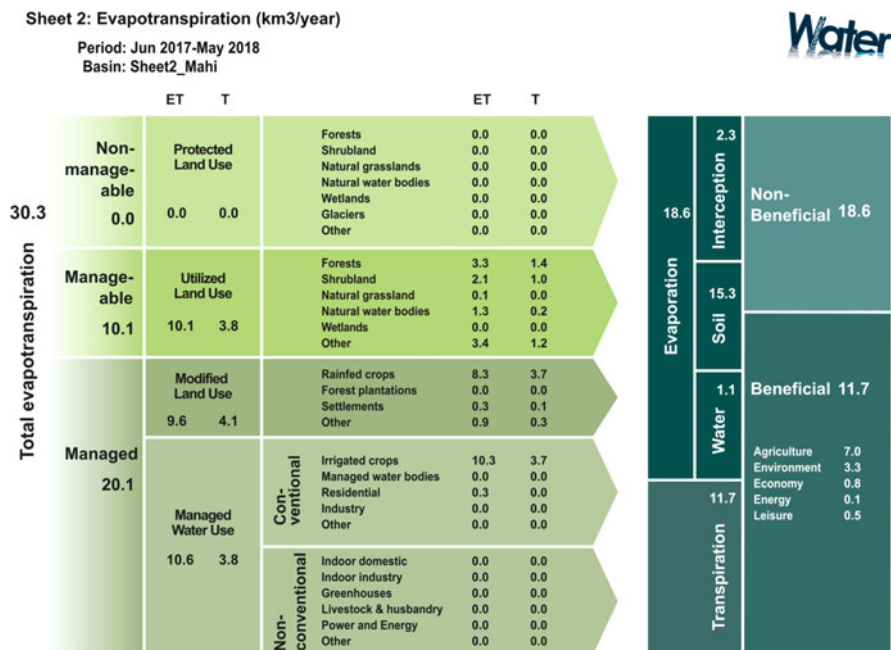 Sheet 2: Evapotranspiration (km3/year)
Water
Period: Jun 2017-May 2018
Basin: Sheet2_Mahi
ET T ET T
30.3
Total evapotranspiration
Non-
manage-
able
0.0
Protected
Land Use
0.0 0.0
Forests 0.0 0.0
Shrubland 0.0 0.0
Natural grasslands 0.0 0.0
Natural water bodies 0.0 0.0
Wetlands 0.0 0.0
Glaciers 0.0 0.0
Other 0.0 0.0
Manage-
able
10.1
Utilized
Land Use
10.1 3.8
Forests 3.3 1.4
Shrubland 2.1 1.0
Natural grassland 0.1 0.0
Natural water bodies 1.3 0.2
Wetlands 0.0 0.0
Other 3.4 1.2
Managed
20.1
Modified
Land Use
9.6 4.1
Rainfed crops 8.3 3.7
Forest plantations 0.0 0.0
Settlements 0.3 0.1
Other 0.9 0.3
Managed
Water Use
10.6 3.8
Con-
ventional
Irrigated crops 10.3 3.7
Managed water bodies 0.0 0.0
Residential 0.3 0.0
Industry 0.0 0.0
Other 0.0 0.0
Non-
conventional
Indoor domestic 0.0 0.0
Indoor industry 0.0 0.0
Greenhouses 0.0 0.0
Livestock & husbandry 0.0 0.0
Power and Energy 0.0 0.0
Other 0.0 0.0
Evaporation
18.6
Interception
2.3
Soil
15.3
Water
1.1
Transpiration
11.7
Non-
Beneficial 18.6
Beneficial 11.7
Agriculture 7.0
Environment 3.3
Economy 0.8
Energy 0.1
Leisure 0.5